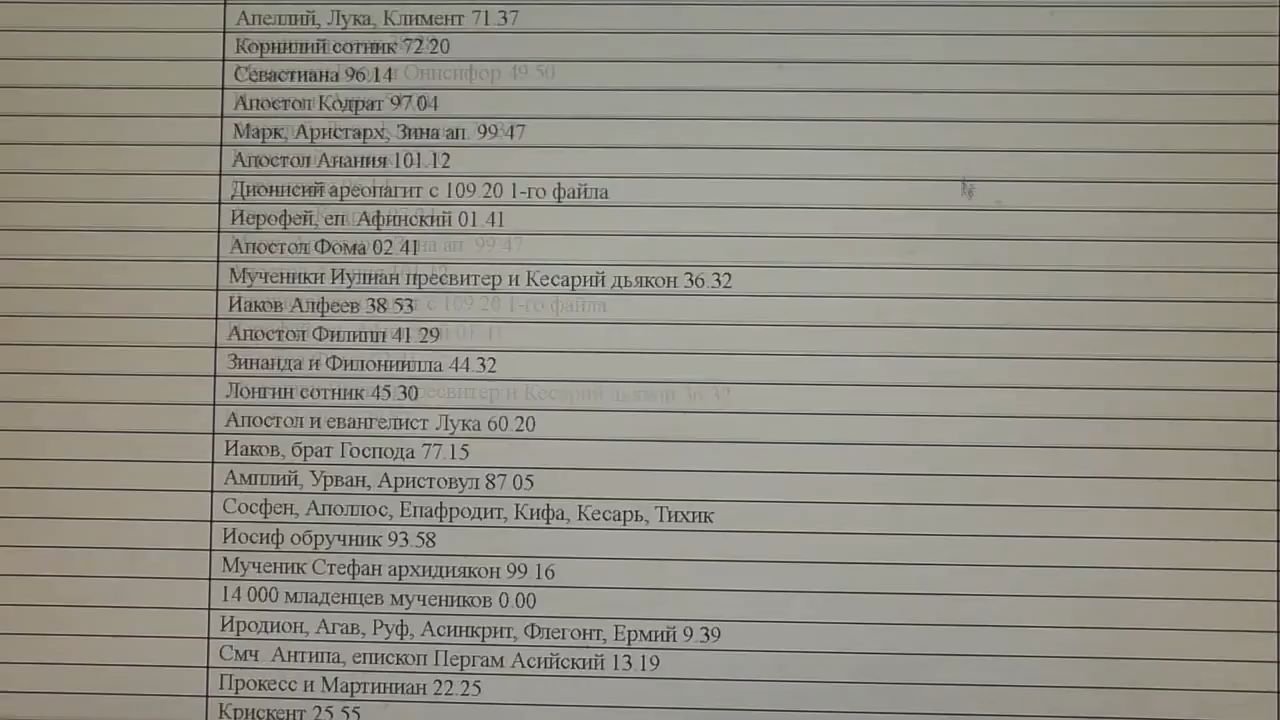 Апеллий, Лука, Климент 71.37
Корнилий сотник 72.20
Севастиана 96.14
Апостол Кодрат 97.04
Марк, Аристарх, Зина ап. 99.47
Апостол Анания 101.12
Дионисий ареопагит с 109.20 1-го файла
Иерофей, еп. Афинский 01.41
Апостол Фома 02.41
Мученики Иулиан пресвитер и Кесарий дьякон 36.32
Иаков Алфеев 38.53
Апостол Филипп 41.29
Зинаида и Филонилла 44.32
Лонгин сотник 45.30
Апостол и евангелист Лука 60.20
Иаков, брат Господа 77.15
Амплий, Урван, Аристовул 87.05
Сосфен, Аполлос, Епафродит, Кифа, Кесарь, Тихик
Иосиф обручник 93.58
Мученик Стефан архидиякон 99.16
14 000 младенцев мучеников 0.00
Иродион, Агав, Руф, Асинкрит, Флегонт, Ермий 9.39
Смч. Антипа, епископ Пергам Асийский 13.19
Прокесс и Мартиниан 22.25
Крискент 25.55